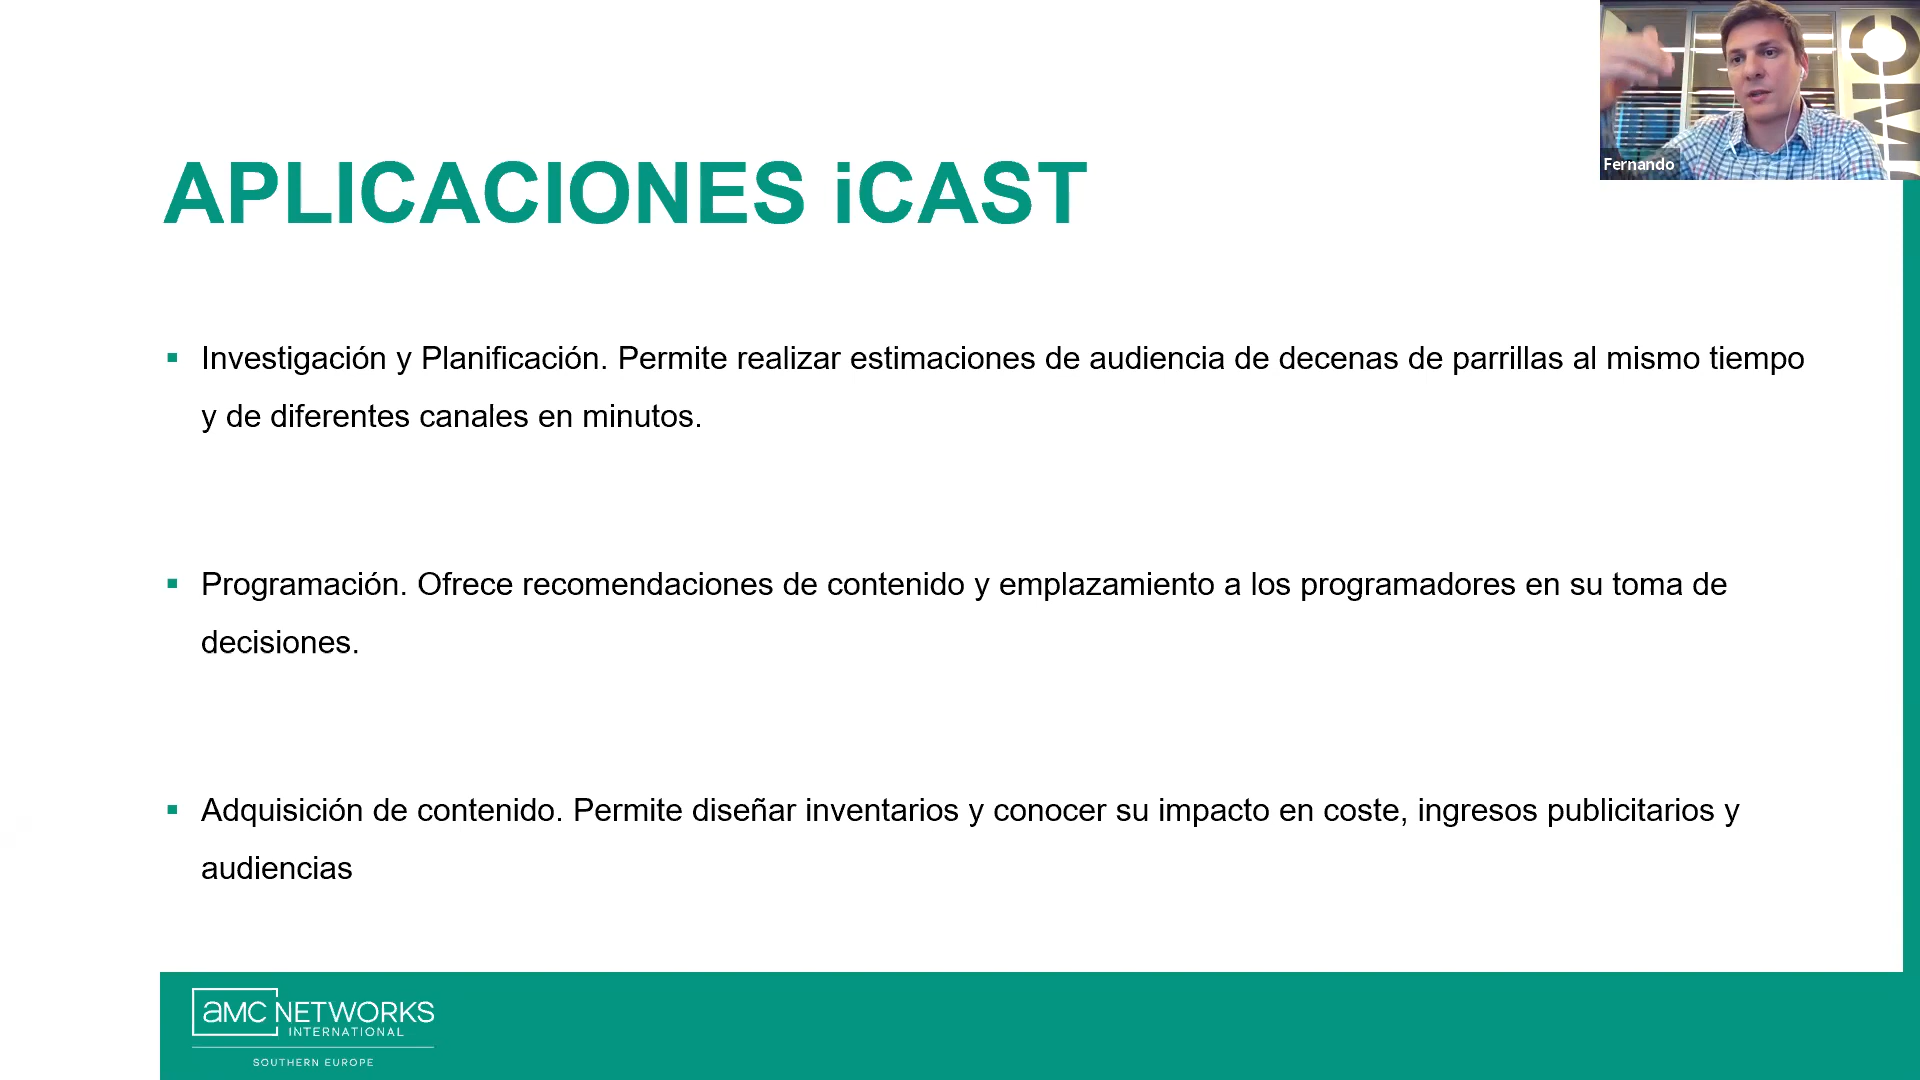 Fernando
APLICACIONES iCAST
▪ Investigación y Planificación. Permite realizar estimaciones de audiencia de decenas de parrillas al mismo tiempo
y de diferentes canales en minutos.
▪ Programación. Ofrece recomendaciones de contenido y emplazamiento a los programadores en su toma de
decisiones.
▪ Adquisición de contenido. Permite diseñar inventarios y conocer su impacto en coste, ingresos publicitarios y
audiencias
aMC NETWORKS
INTERNATIONAL
SOUTHERN EUROPE